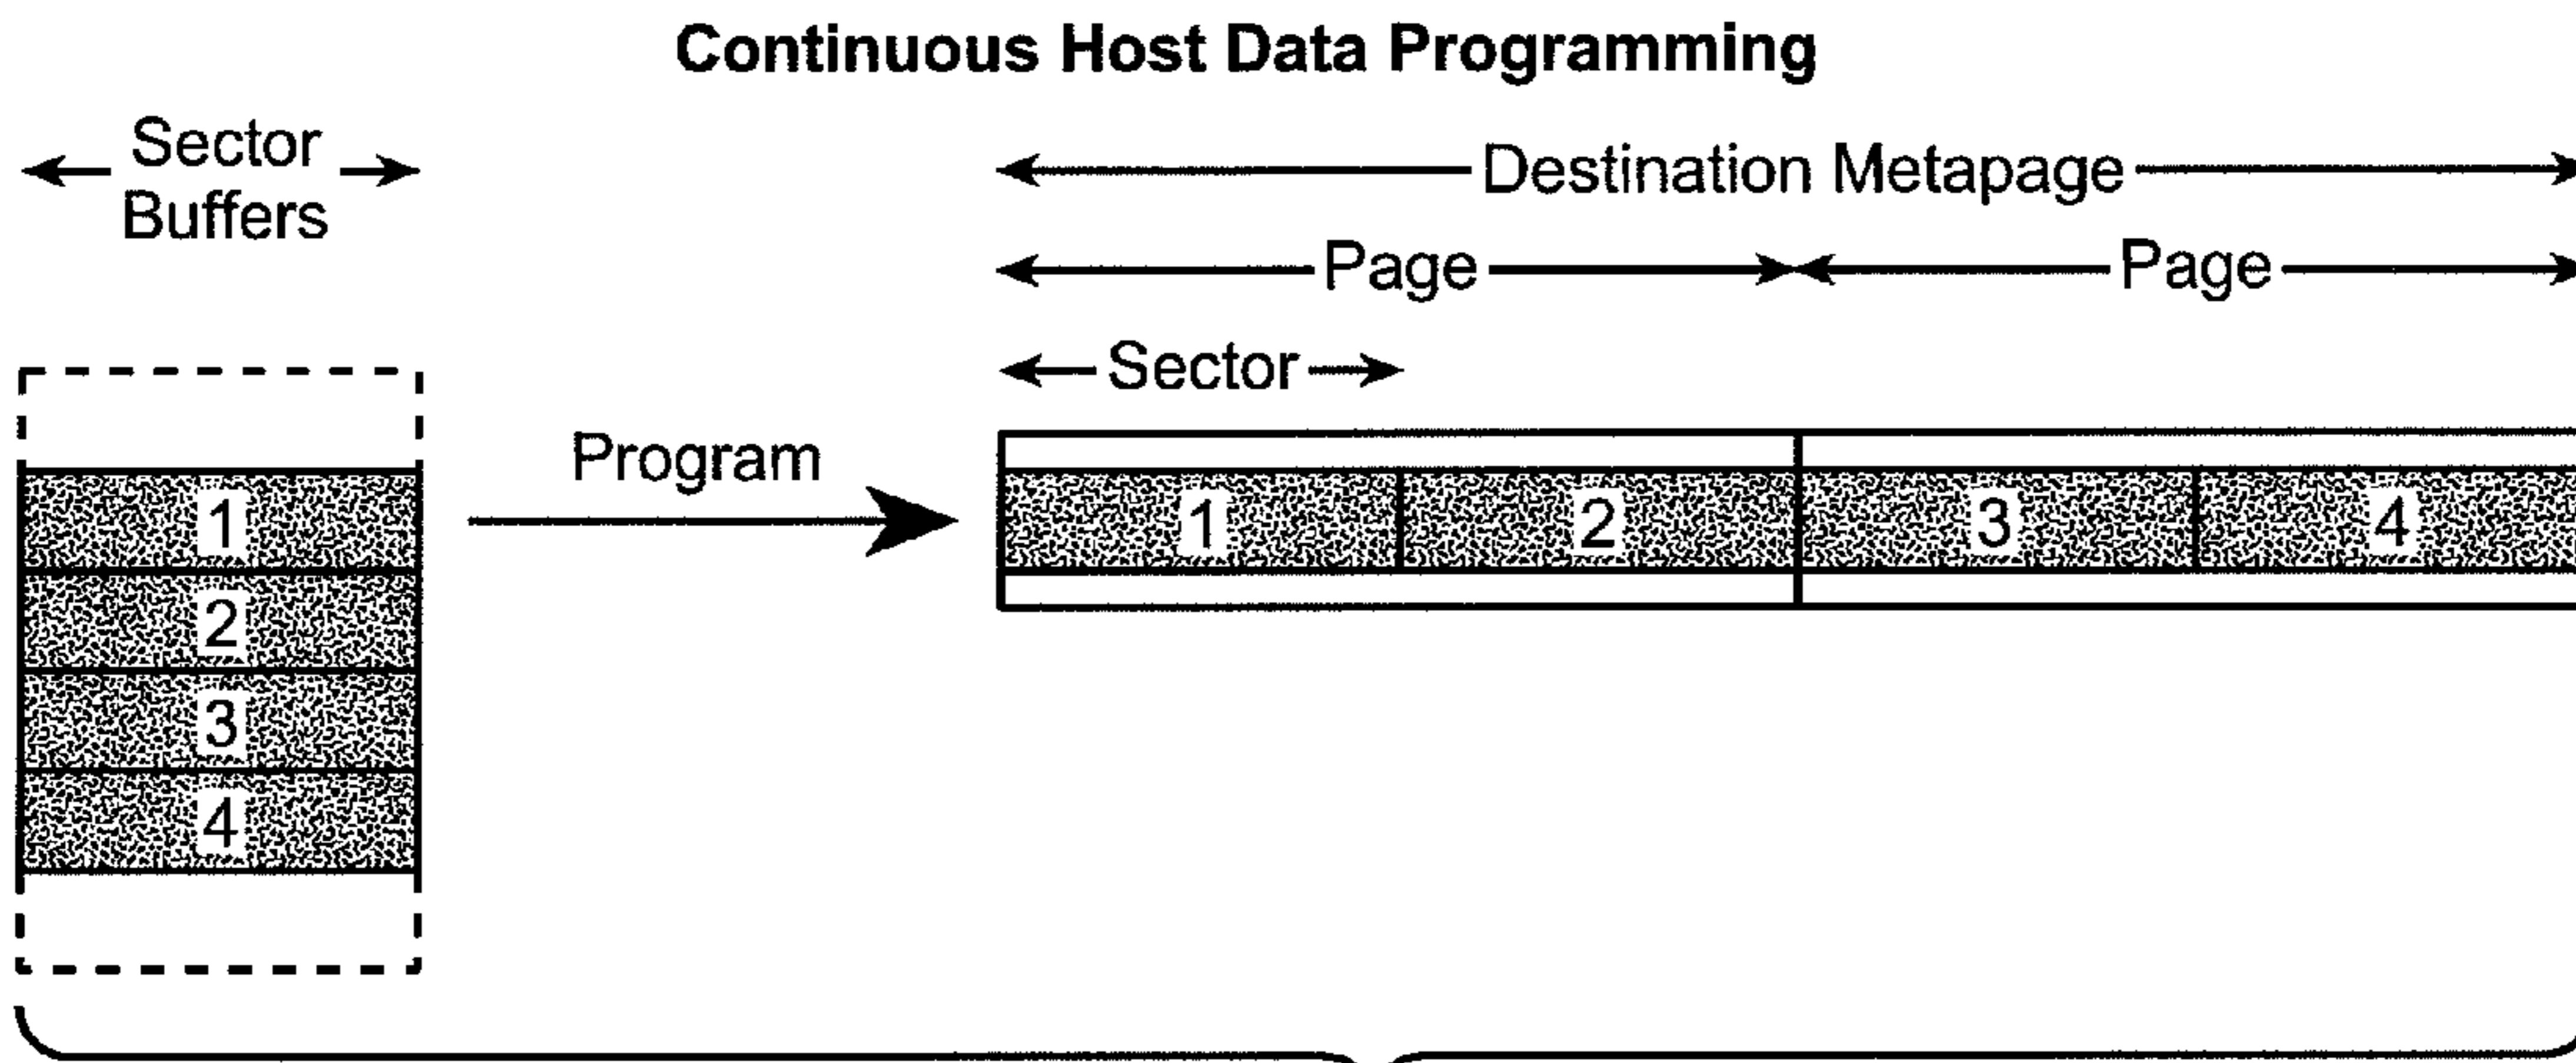 Continuous Host Data Programming
Sector
Buffers
Destination Metapage
Page
Page
Sector
Program
1
2
3
4
1
2
3
4